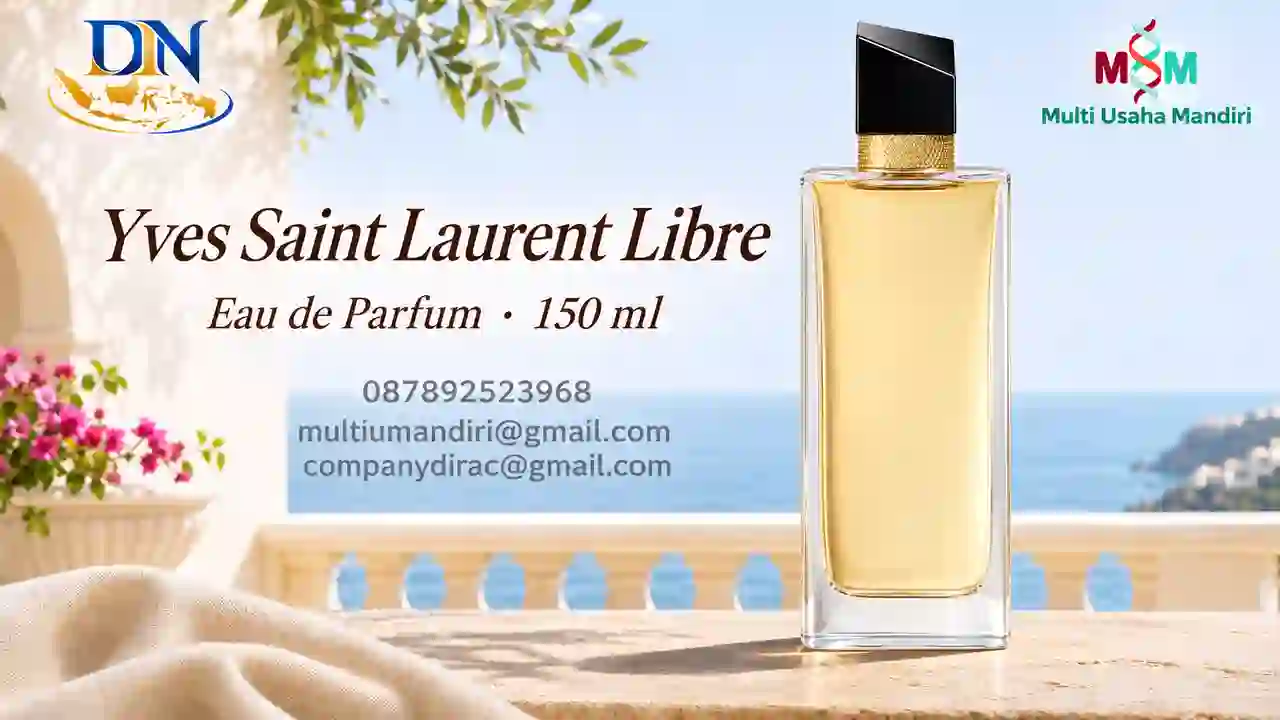 DN
MSM
Multi Usaha Mandiri
Yves Saint Laurent Libre
Eau de Parfum · 150 ml
087892523968
multiumandiri@gmail.com
companydirac@gmail.com